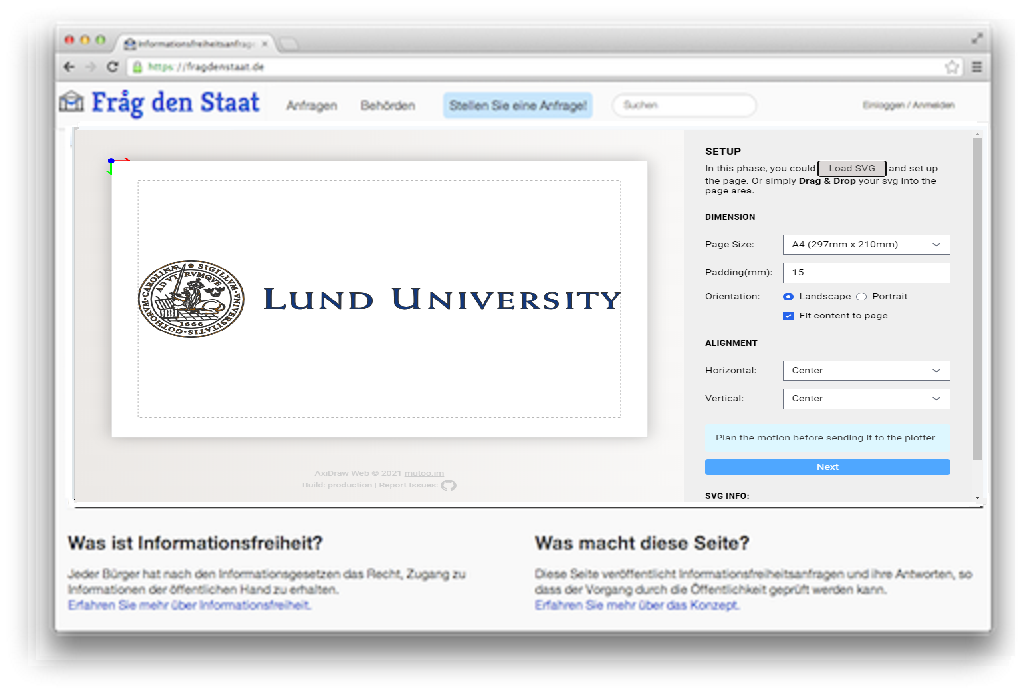 Informationsfreiheitsanfrag
https://fragdenstaat.de
Fråg den Staat
Anfragen
Behörden
Stellen Sie eine Anfrage!
Suchen
Einloggen / Anmelden
SETUP
In this phase, you could Load SVG and set up
the page. Or simply Drag & Drop your svg into the
page area.
DIMENSION
Page Size: A4 (297mm x 210mm)
Padding(mm): 15
Orientation: Landscape Portrait
Fit content to page
ALIGNMENT
Horizontal: Center
Vertical: Center
Plan the motion before sending it to the plotter
Next
SVG INFO:
LUND UNIVERSITY
1666
AxiDraw Web © 2021
Build: production | Report Issues:
Was ist Informationsfreiheit?
Jeder Bürger hat nach den Informationsgesetzen das Recht, Zugang zu
Informationen der öffentlichen Hand zu erhalten.
Erfahren Sie mehr über Informationsfreiheit.
Was macht diese Seite?
Diese Seite veröffentlicht Informationsfreiheitsanfragen und ihre Antworten, so
dass der Vorgang durch die Öffentlichkeit geprüft werden kann.
Erfahren Sie mehr über das Konzept.